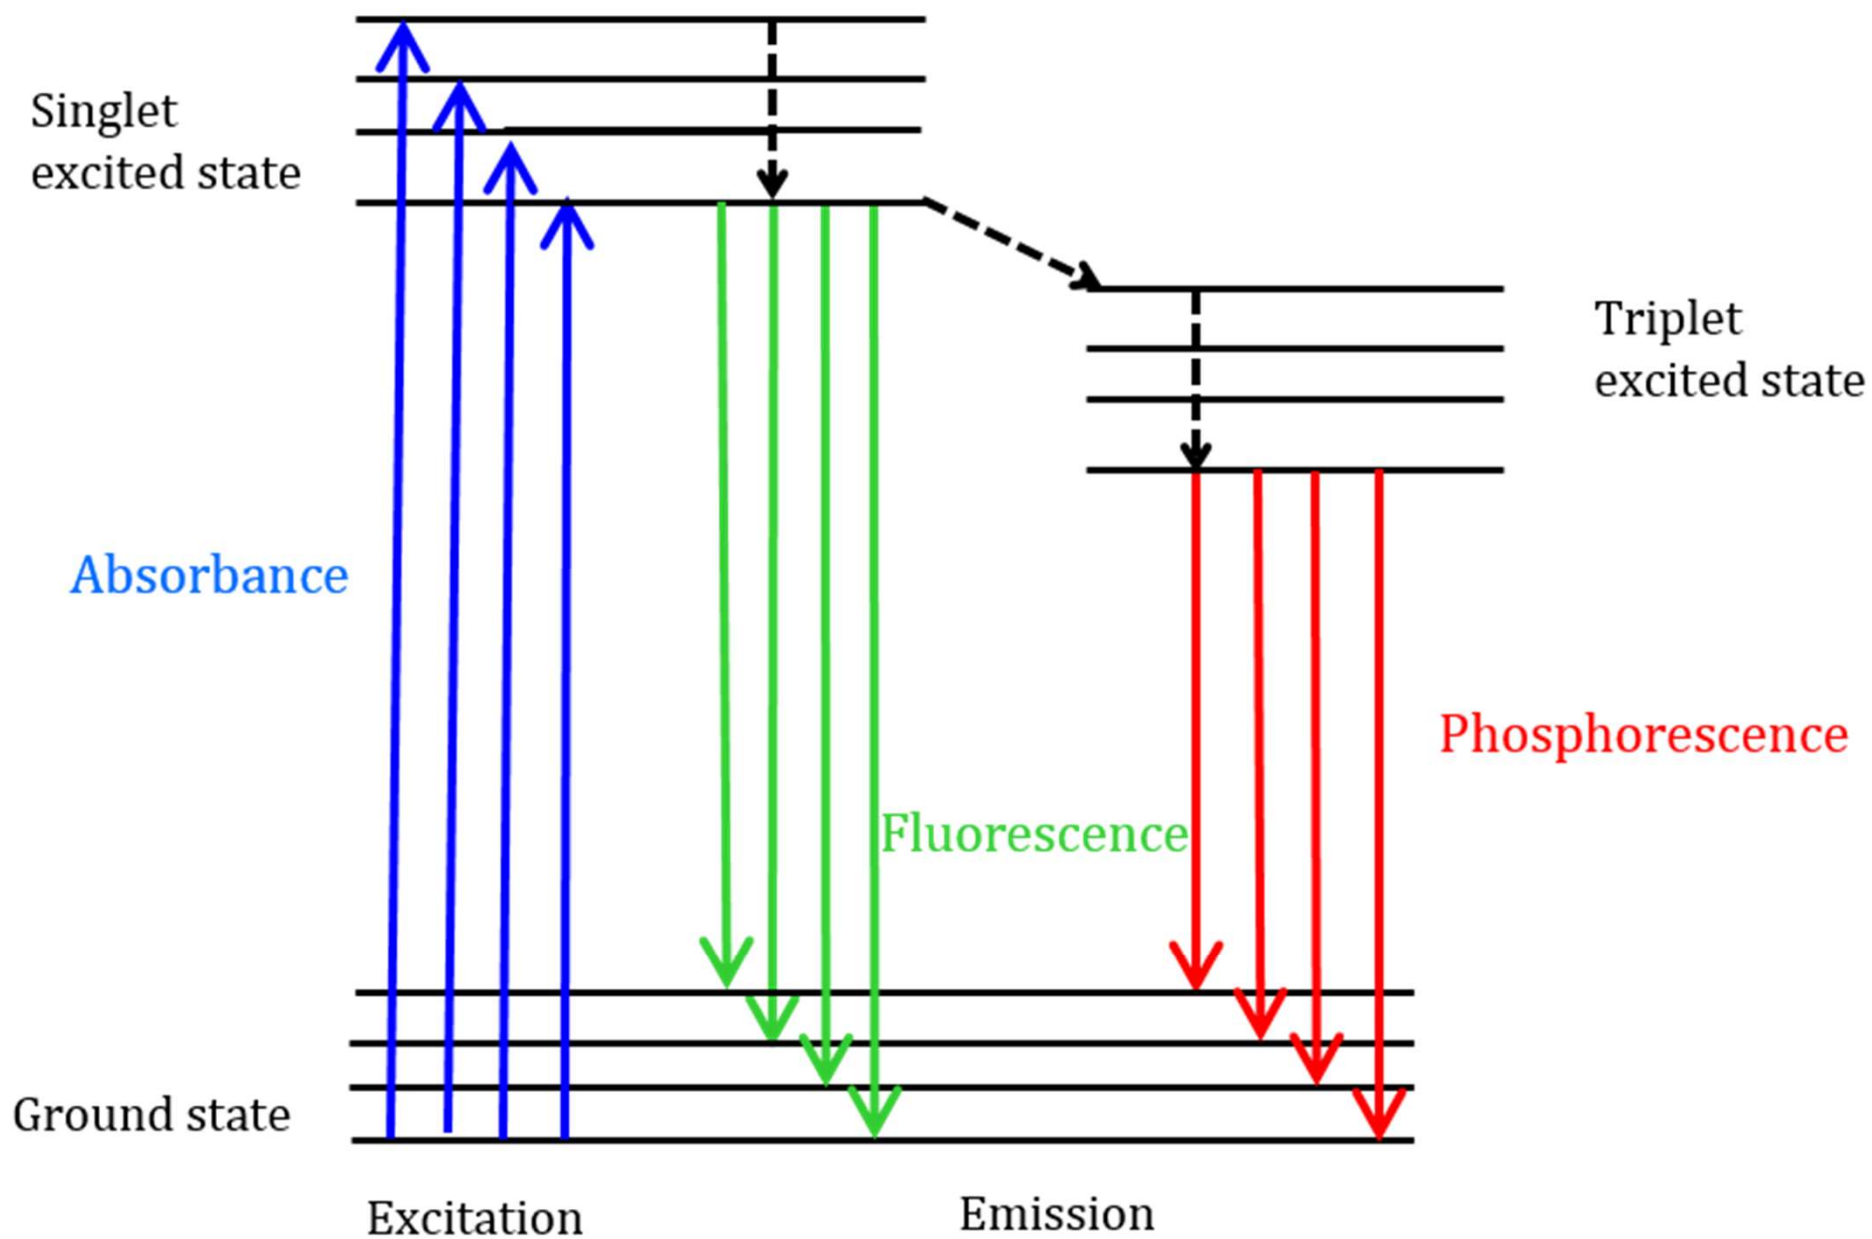 Singlet
excited state
Triplet
excited state
Absorbance
Phosphorescence
Fluorescence
Ground state
Excitation
Emission